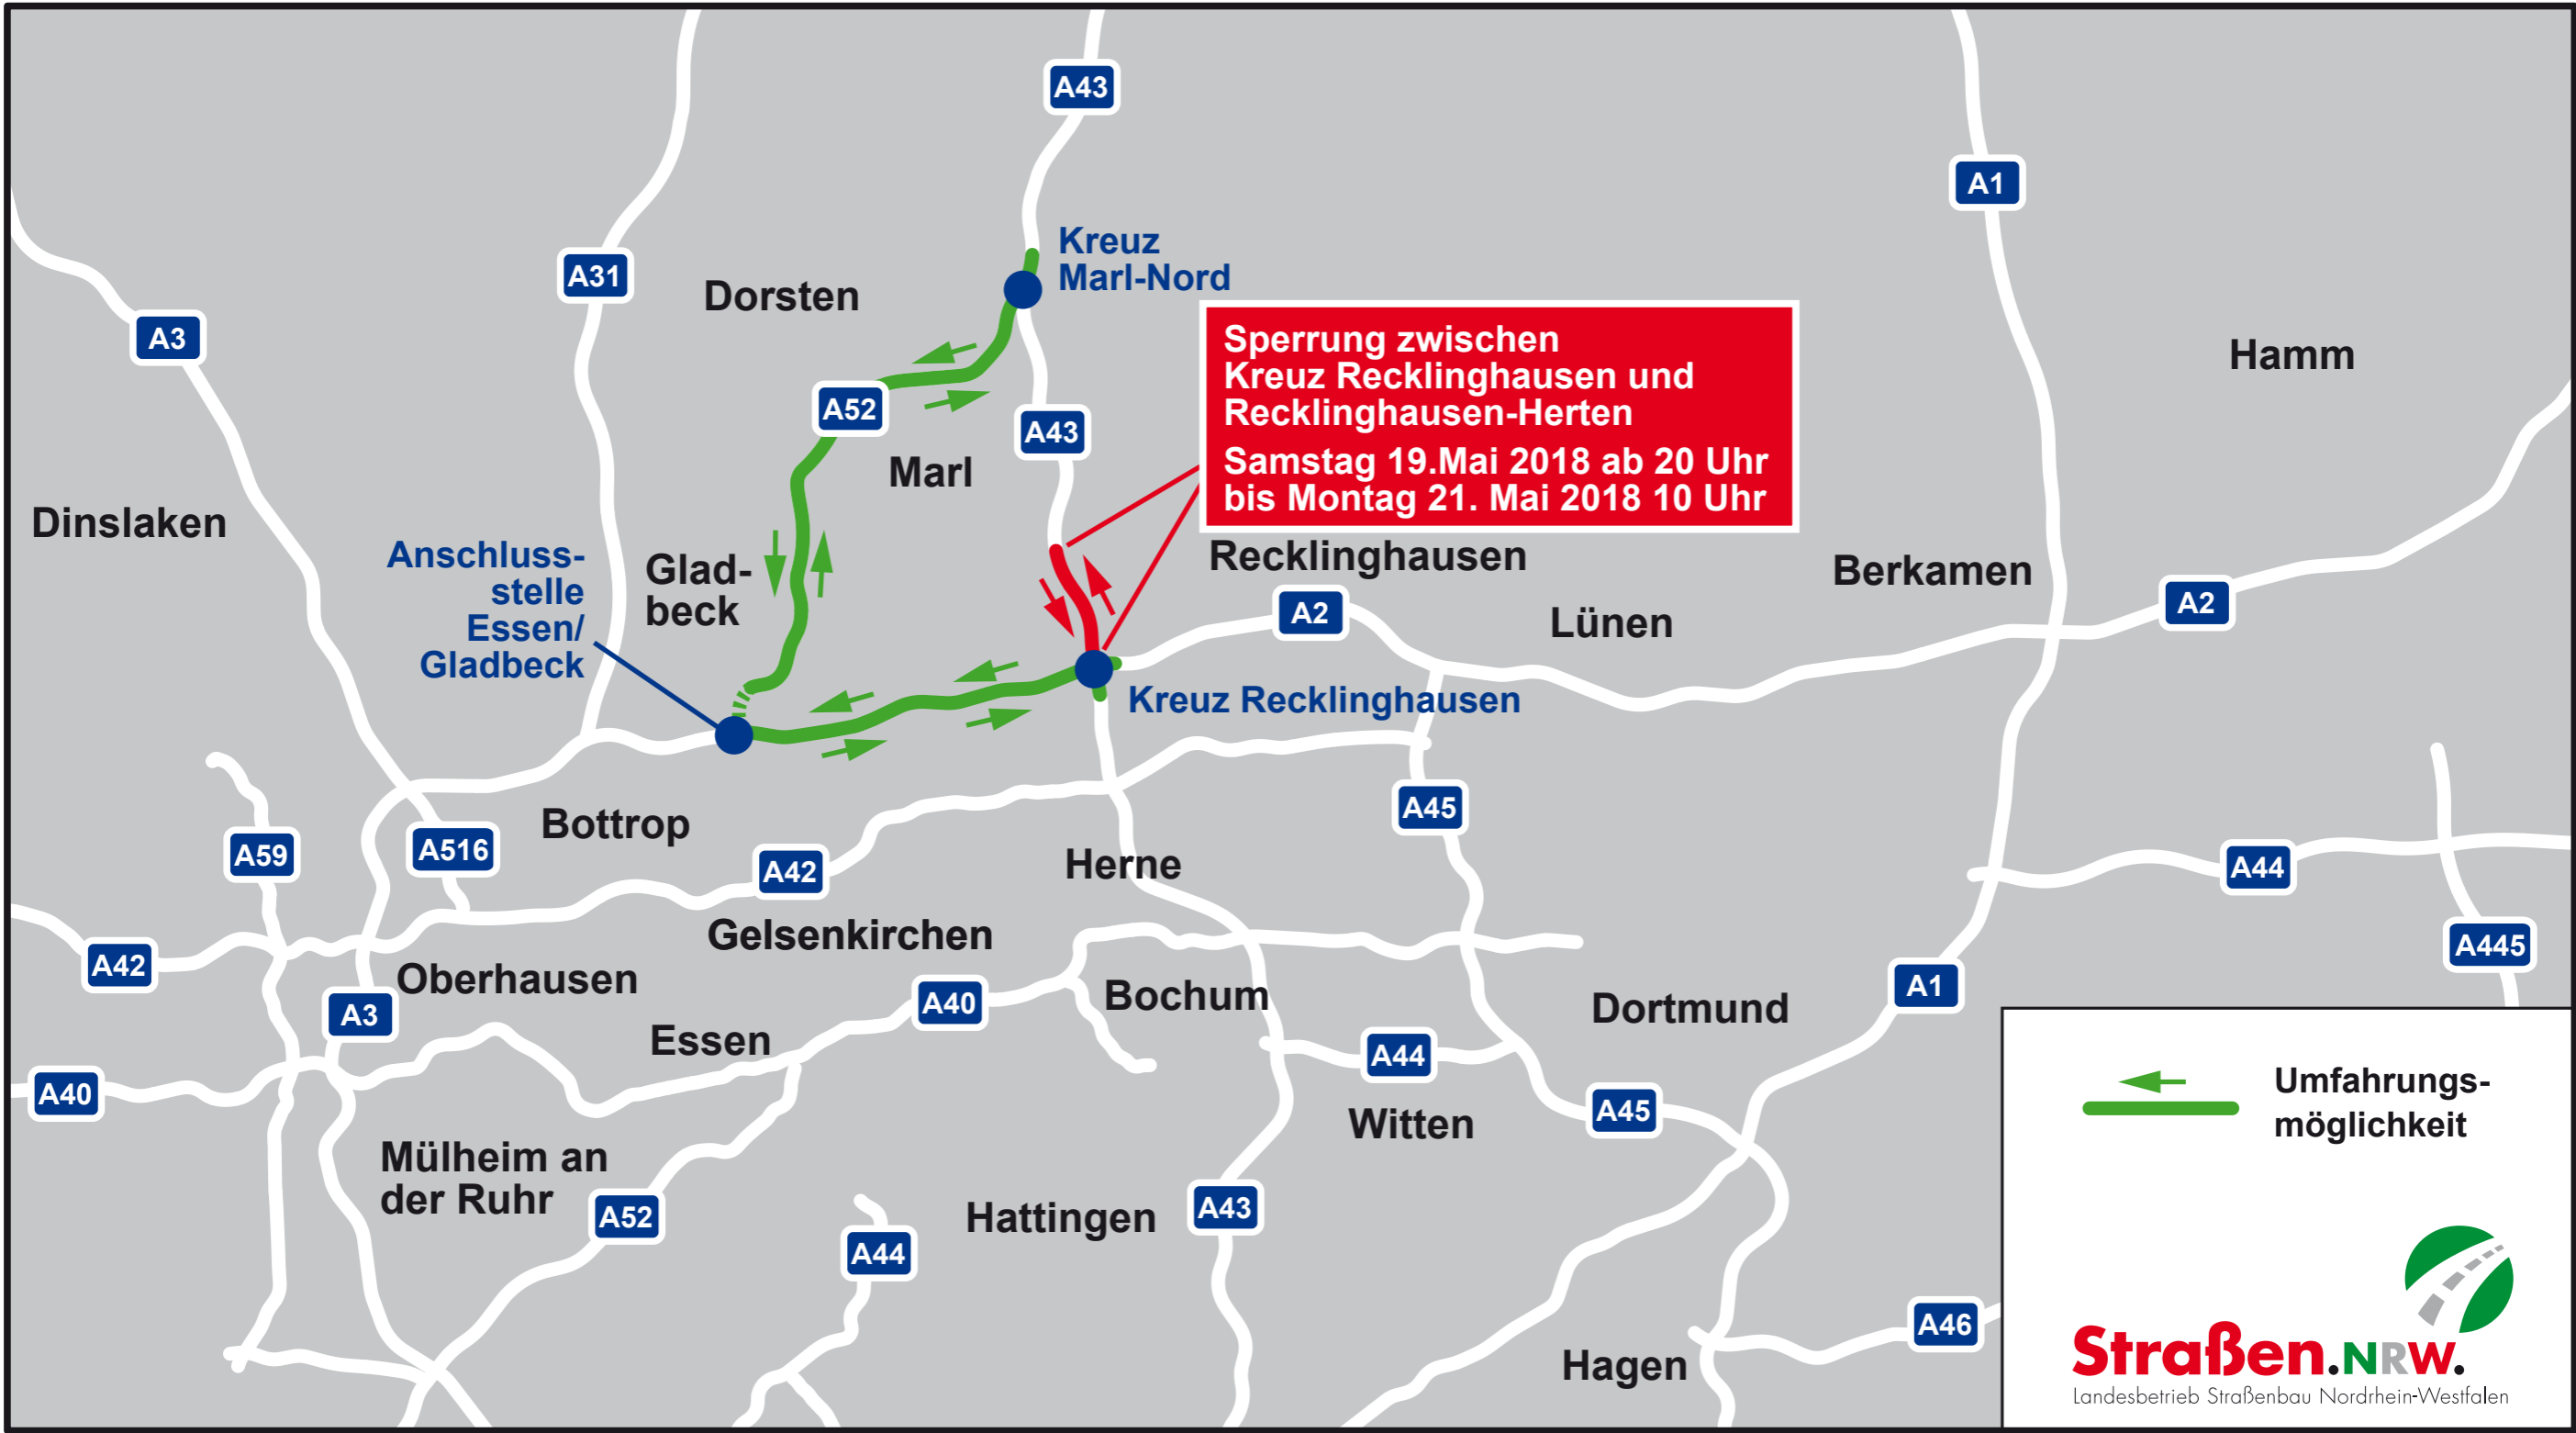 A43
A1
Kreuz
Marl-Nord
A31
Dorsten
A3
Sperrung zwischen
Kreuz Recklinghausen und
Recklinghausen-Herten
Samstag 19.Mai 2018 ab 20 Uhr
bis Montag 21. Mai 2018 10 Uhr
Hamm
A52
A43
Marl
Dinslaken
Anschluss-
stelle
Essen/
Gladbeck
Glad-
beck
Recklinghausen
Berkamen
A2
A2
Lünen
Kreuz Recklinghausen
Bottrop
A45
A59
A516
A42
Herne
A44
Gelsenkirchen
A42
A445
Oberhausen
A3
A40
Bochum
Dortmund
A1
Essen
A44
A40
A45
Witten
Umfahrungs-
möglichkeit
Mülheim an
der Ruhr
A52
Hattingen
A43
A44
A46
Hagen
Straßen.NRW.
Landesbetrieb Straßenbau Nordrhein-Westfalen